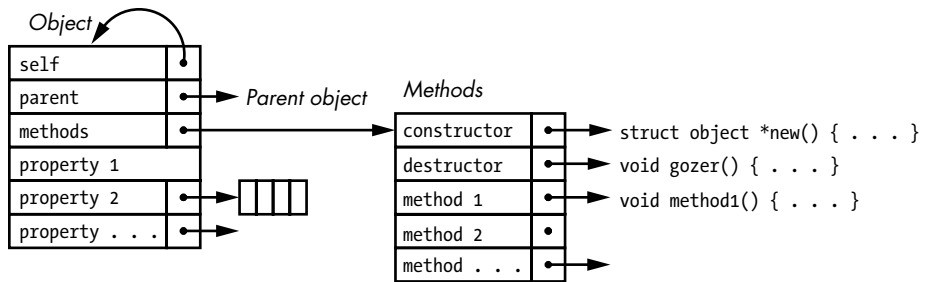 Object
self
parent
methods
property 1
property 2
property . . .
Parent object
Methods
constructor
destructor
method 1
method 2
method . . .
struct object *new() { . . . }
void gozer() { . . . }
void method1() { . . . }